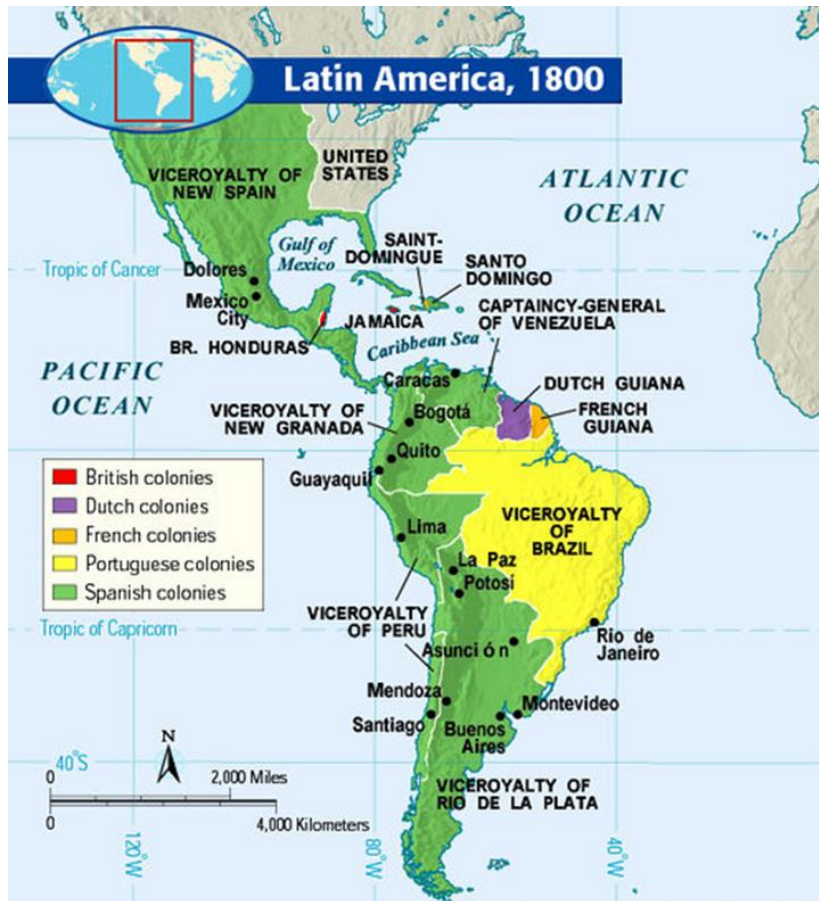 Latin America, 1800
UNITED
STATES
VICEROYALTY OF
NEW SPAIN
ATLANTIC
OCEAN
Gulf of
Mexico
SAINT-
DOMINGUE
SANTO
DOMINGO
Tropic of Cancer
Dolores
Mexico
City
CAPTAINCY-GENERAL
OF VENEZUELA
JAMAICA
BR. HONDURAS
Caribbean Sea
PACIFIC
OCEAN
Caracas
DUTCH GUIANA
FRENCH
GUIANA
VICEROYALTY OF
NEW GRANADA
Bogotá
Quito
Guayaquil
British colonies
Dutch colonies
French colonies
Portuguese colonies
Spanish colonies
VICEROYALTY
OF
BRAZIL
Lima
La Paz
Potosí
VICEROYALTY
OF PERU
Tropic of Capricorn
Asunci ó n
Rio de
Janeiro
Mendoza
Montevideo
Santiago
Buenos
Aires
N
40°S
0 2,000 Miles
0 4,000 Kilometers
VICEROYALTY OF
RIO DE LA PLATA
120°W
80°W
40°W